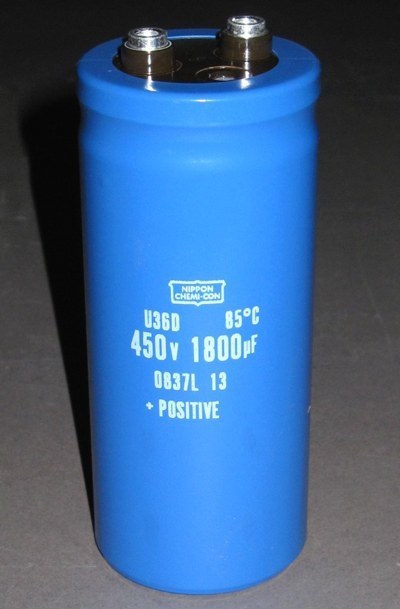 NIPPON
CHEMI-CON
U36D 85°C
450V 1800µF
0837L 13
+ POSITIVE